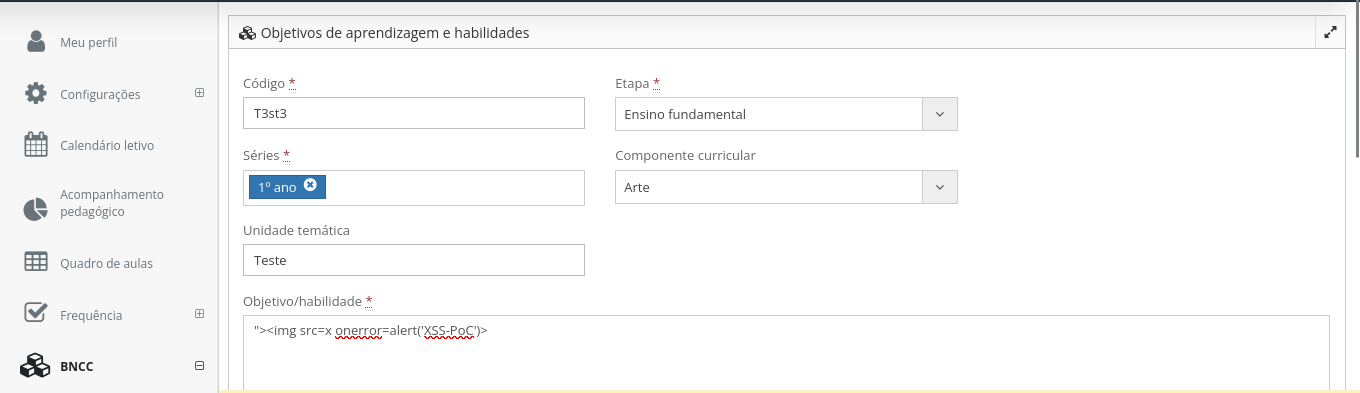 Meu perfil
Configurações
Calendário letivo
Acompanhamento
pedagógico
Quadro de aulas
Frequência
BNCC
Objetivos de aprendizagem e habilidades
Código *
T3st3
Etapa *
Ensino fundamental
Séries *
1º ano
Componente curricular
Arte
Unidade temática
Teste
Objetivo/habilidade *
"><img src=x onerror=alert('XSS-PoC')>